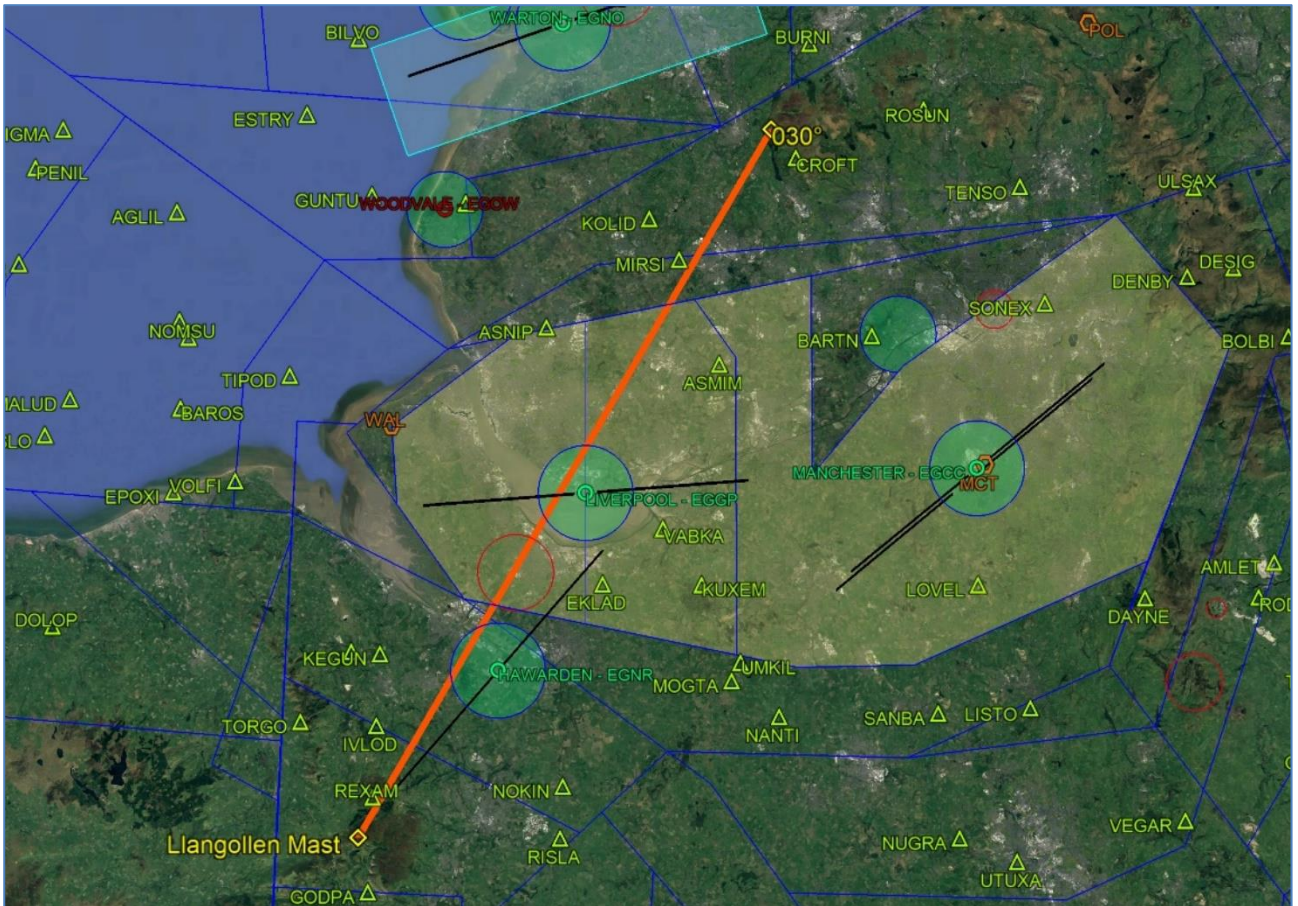 WARTON - EGNO
POL
BILVO
BURNI
ROSUN
ESTRY
030°
PENIL
CROFT
TENSO
ULSAX
GUNTU
WOODVALE - EGOW
AGLIL
KOLID
MIRSI
DESIG
DENBY
SONEX
NOMSU
ASNIP
BARTN
BOLBI
TIPOD
ASMIM
BAROS
WAL
MANCHESTER - EGCC
MCT
VOLFI
EPOXI
LIVERPOOL - EGGP
VABKA
AMLET
EKLAD
KUXEM
LOVEL
DAYNE
DOLOP
KEGUN
HAWARDEN - EGNR
UMKIL
MOGTA
TORGO
IVLOD
NANTI
SANBA
LISTO
REXAM
NOKIN
VEGAR
Llangollen Mast
RISLA
NUGRA
UTUXA
GODPA